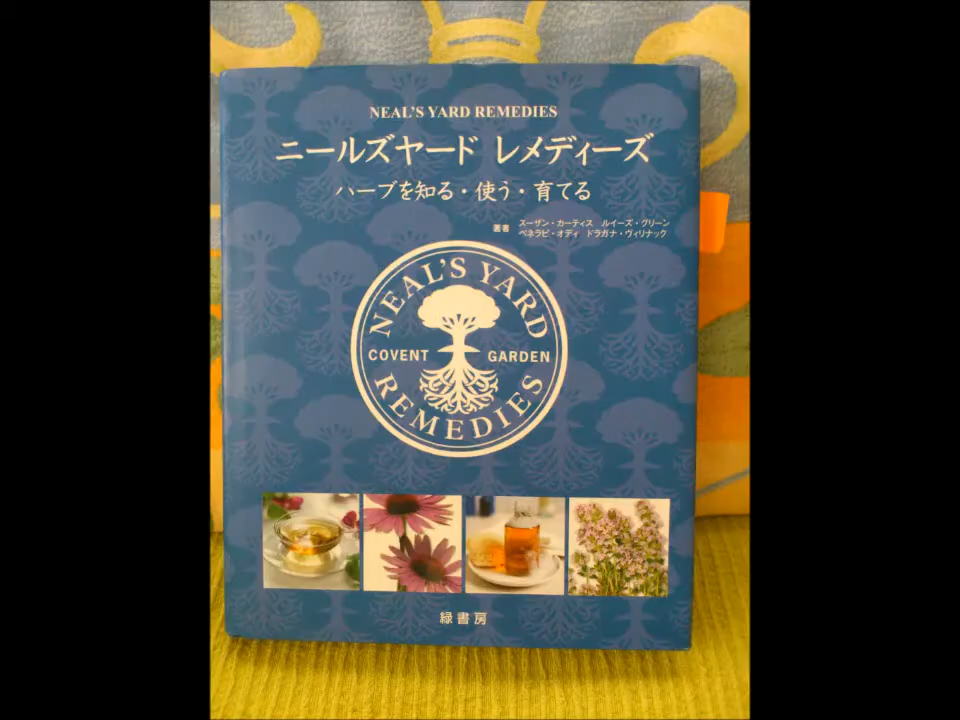 NEAL'S YARD REMEDIES
ニールズヤード レメディーズ
ハーブを知る・使う・育てる
著者 スーザン・カーティス ルイーズ・グリーン
ペネラピ・オディ ドラガナ・ヴィリナック
NEAL'S YARD
COVENT GARDEN
REMEDIES
緑書房